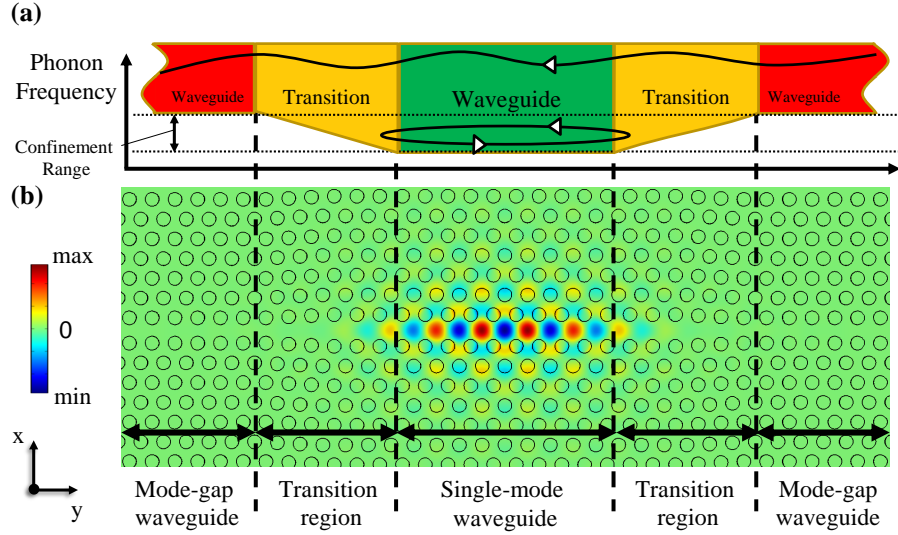 (a)
Phonon
Frequency
Waveguide
Transition
Waveguide
Transition
Waveguide
Confinement
Range
(b)
max
0
min
x
y
Mode-gap
waveguide
Transition
region
Single-mode
waveguide
Transition
region
Mode-gap
waveguide